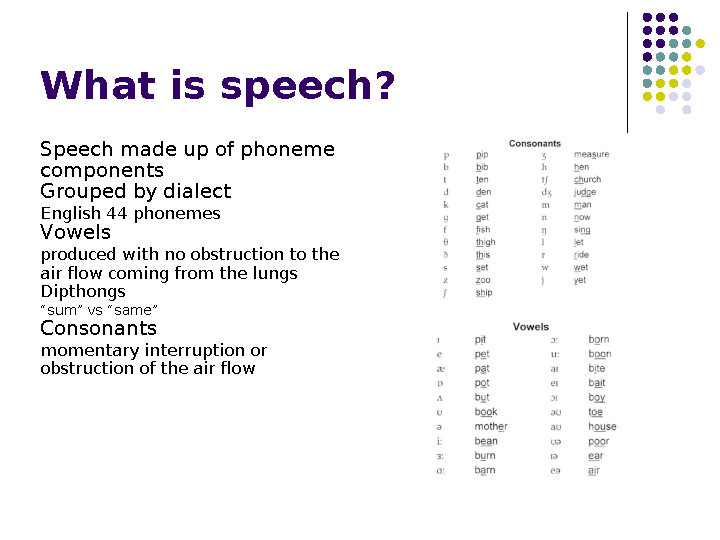 What is speech?
Speech made up of phoneme
components
Grouped by dialect
English 44 phonemes
Vowels
produced with no obstruction to the
air flow coming from the lungs
Dipthongs
“sum” vs “same”
Consonants
momentary interruption or
obstruction of the air flow
Consonants
p pip ʒ measure
b bib h hen
t ten tʃ church
d den dʒ judge
k cat m man
g get n now
f fish ŋ sing
θ thigh l let
ð this r ride
s set w wet
z zoo j yet
ʃ ship
Vowels
ɪ pit ɔ: born
e pet u: boon
æ pat aɪ bite
ɒ pot eɪ bait
ʌ but ɔɪ boy
ʊ book əʊ toe
ə mother aʊ house
i: bean ʊə poor
ɜ: burn ɪə ear
ɑ: barn eə air